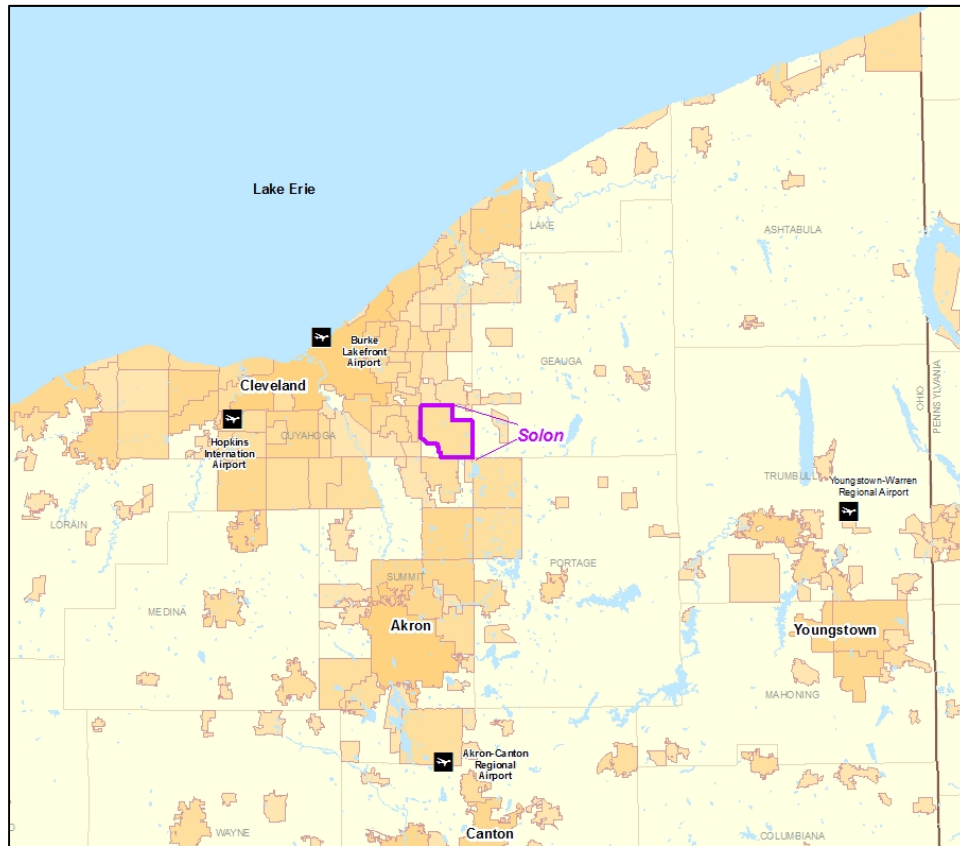 Lake Erie
LAKE
ASHTABULA
Burke
Lakefront
Airport
GEAUGA
Cleveland
OHIO
PENNSYLVANIA
CUYAHOGA
Solon
Hopkins
Internation
Airport
TRUMBULL
Youngstown-Warren
Regional Airport
LORAIN
PORTAGE
SUMMIT
MEDINA
Akron
Youngstown
MAHONING
Akron-Canton
Regional
Airport
WAYNE
Canton
COLUMBIANA